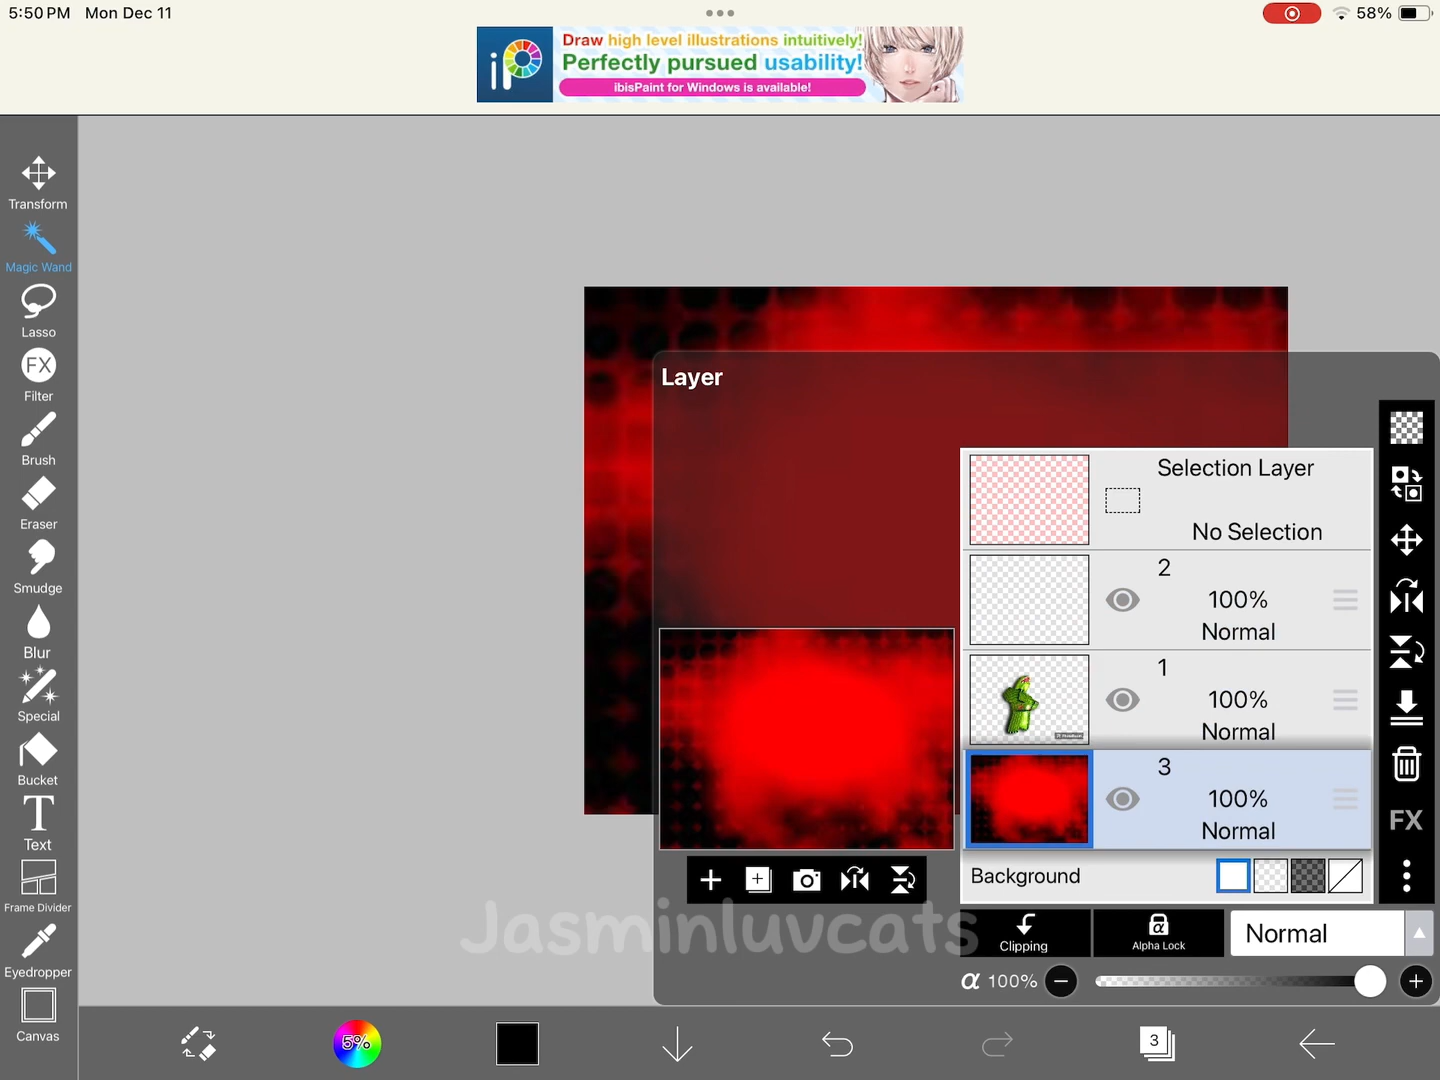 5:50 PM Mon Dec 11
58%
Draw high level illustrations intuitively!
Perfectly pursued usability!
ibisPaint for Windows is available!
Transform
Magic Wand
Lasso
FX
Filter
Brush
Eraser
Smudge
Blur
Special
Bucket
T
Text
Frame Divider
Eyedropper
Canvas
Layer
Selection Layer
No Selection
2
100%
Normal
1
100%
Normal
3
100%
Normal
Background
FX
Clipping
α
Alpha Lock
Normal
α 100%
Jasminluvcats
5%
3